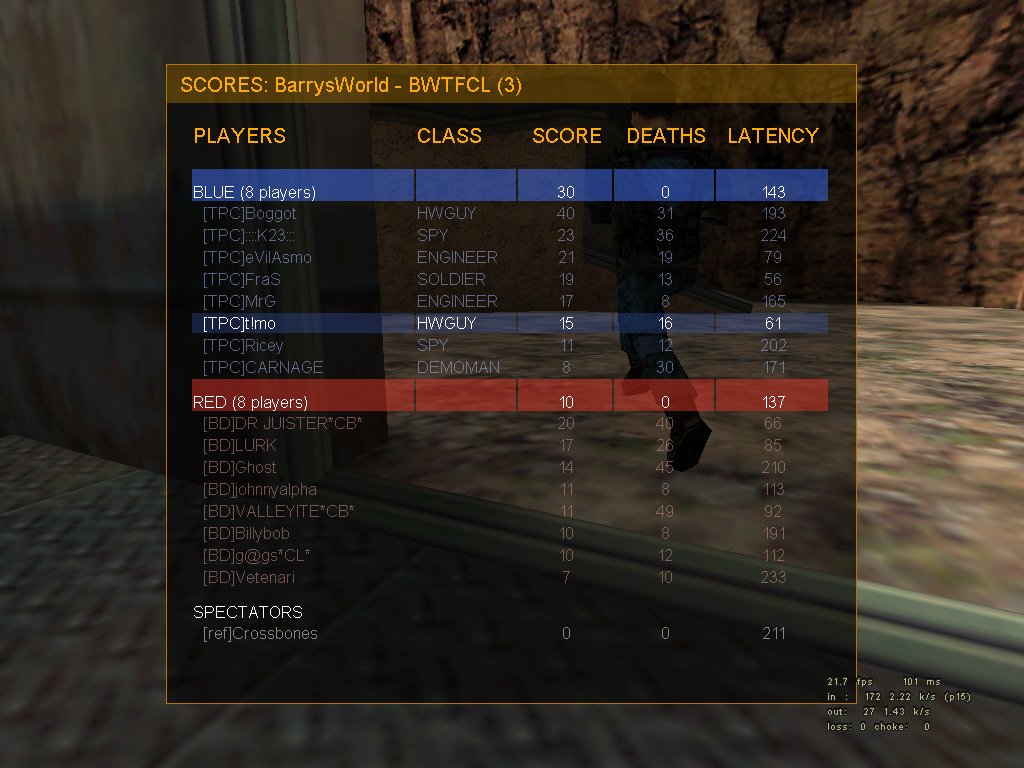 SCORES: BarrysWorld - BWTFCL (3)
PLAYERS CLASS SCORE DEATHS LATENCY
BLUE (8 players) 30 0 143
[TPC]Boggot HWGUY 40 31 193
[TPC]:::K23::: SPY 23 36 224
[TPC]eVilAsmo ENGINEER 21 19 79
[TPC]FraS SOLDIER 19 13 56
[TPC]MrG ENGINEER 17 8 165
[TPC]t!mo HWGUY 15 16 61
[TPC]Ricey SPY 11 12 202
[TPC]CARNAGE DEMOMAN 8 30 171
RED (8 players) 10 0 137
[BD]DR JUISTER*CB* 20 40 66
[BD]LURK 17 26 85
[BD]Ghost 14 45 210
[BD]johnnyalpha 11 8 113
[BD]VALLEYITE*CB* 11 49 92
[BD]Billybob 10 8 191
[BD]g@gs*CL* 10 12 112
[BD]Vetenari 7 10 233
SPECTATORS
[ref]Crossbones 0 0 211
21.7 fps 101 ms
in : 172 2.22 k/s (p15)
out: 27 1.43 k/s
loss: 0 choke: 0